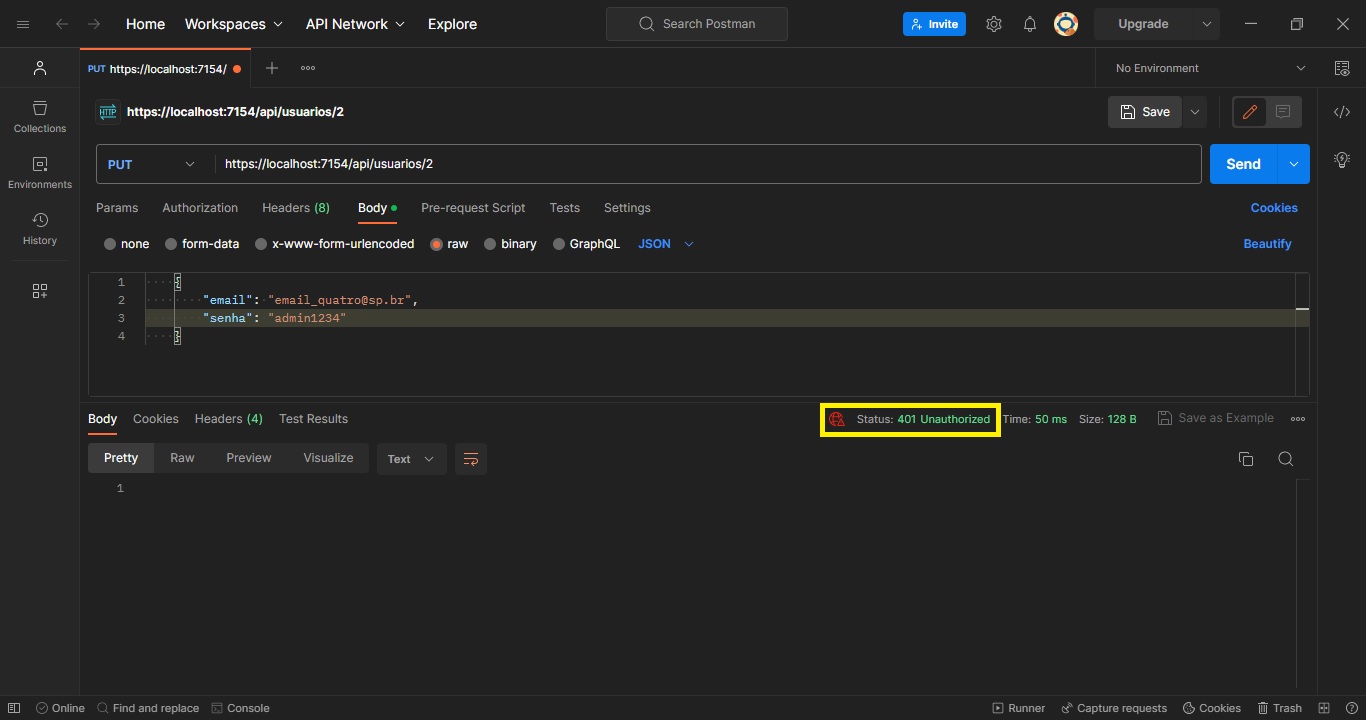 Home Workspaces API Network Explore Search Postman Invite Upgrade
PUT https://localhost:7154/ No Environment
HTTP https://localhost:7154/api/usuarios/2 Save
Collections
PUT https://localhost:7154/api/usuarios/2 Send
Environments
Params Authorization Headers (8) Body Pre-request Script Tests Settings Cookies
History
none form-data x-www-form-urlencoded raw binary GraphQL JSON Beautify
1 {
2 "email": "email_quatro@sp.br",
3 "senha": "admin1234"
4 }
Body Cookies Headers (4) Test Results Status: 401 Unauthorized Time: 50 ms Size: 128 B Save as Example
Pretty Raw Preview Visualize Text
1
Online Find and replace Console Runner Capture requests Cookies Trash